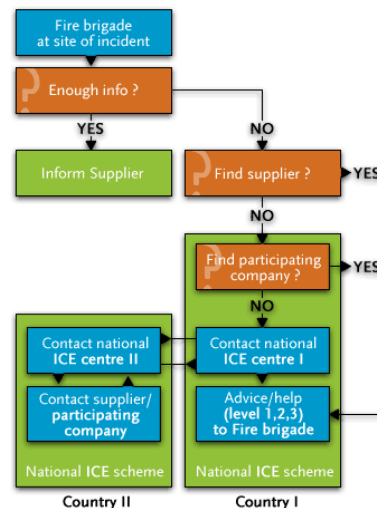 Fire brigade
at site of incident
?
Enough info ?
YES
NO
Inform Supplier
?
Find supplier ?
YES
NO
?
Find participating
company ?
YES
NO
Contact national
ICE centre II
Contact national
ICE centre I
Contact supplier/
participating
company
Advice/help
(level 1,2,3)
to Fire brigade
National ICE scheme
National ICE scheme
Country II
Country I